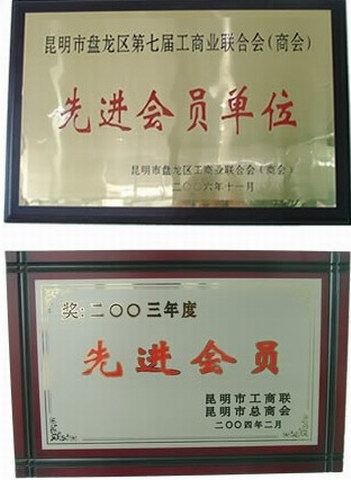 昆明市盘龙区第七届工商业联合会(商会)
先进会员单位
昆明市盘龙区工商业联合会(商会)
二〇〇六年十一月
奖:二〇〇三年度
先进会员
昆明市工商联
昆明市总商会
二〇〇四年二月